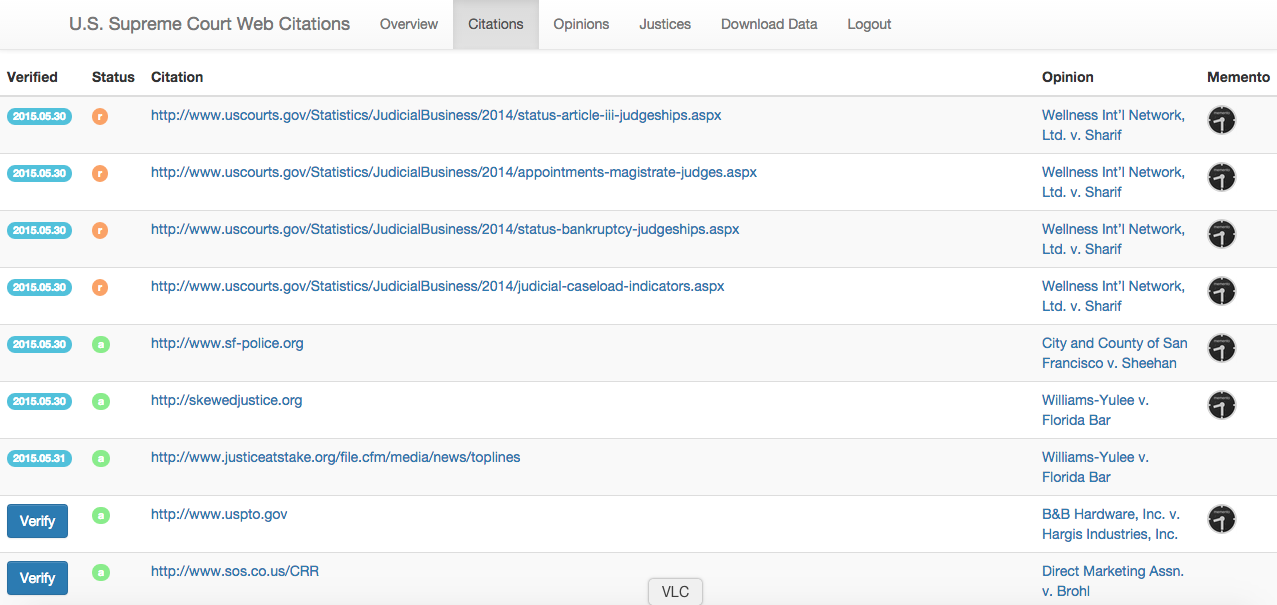 U.S. Supreme Court Web Citations Overview Citations Opinions Justices Download Data Logout
Verified Status Citation Opinion Memento
2015.05.30 r http://www.uscourts.gov/Statistics/JudicialBusiness/2014/status-article-iii-judgeships.aspx Wellness Int'l Network,
Ltd. v. Sharif
2015.05.30 r http://www.uscourts.gov/Statistics/JudicialBusiness/2014/appointments-magistrate-judges.aspx Wellness Int'l Network,
Ltd. v. Sharif
2015.05.30 r http://www.uscourts.gov/Statistics/JudicialBusiness/2014/status-bankruptcy-judgeships.aspx Wellness Int'l Network,
Ltd. v. Sharif
2015.05.30 r http://www.uscourts.gov/Statistics/JudicialBusiness/2014/judicial-caseload-indicators.aspx Wellness Int'l Network,
Ltd. v. Sharif
2015.05.30 a http://www.sf-police.org City and County of San
Francisco v. Sheehan
2015.05.30 a http://skewedjustice.org Williams-Yulee v.
Florida Bar
2015.05.31 a http://www.justiceatstake.org/file.cfm/media/news/toplines Williams-Yulee v.
Florida Bar
Verify a http://www.uspto.gov B&B Hardware, Inc. v.
Hargis Industries, Inc.
Verify a http://www.sos.co.us/CRR Direct Marketing Assn.
v. Brohl
VLC